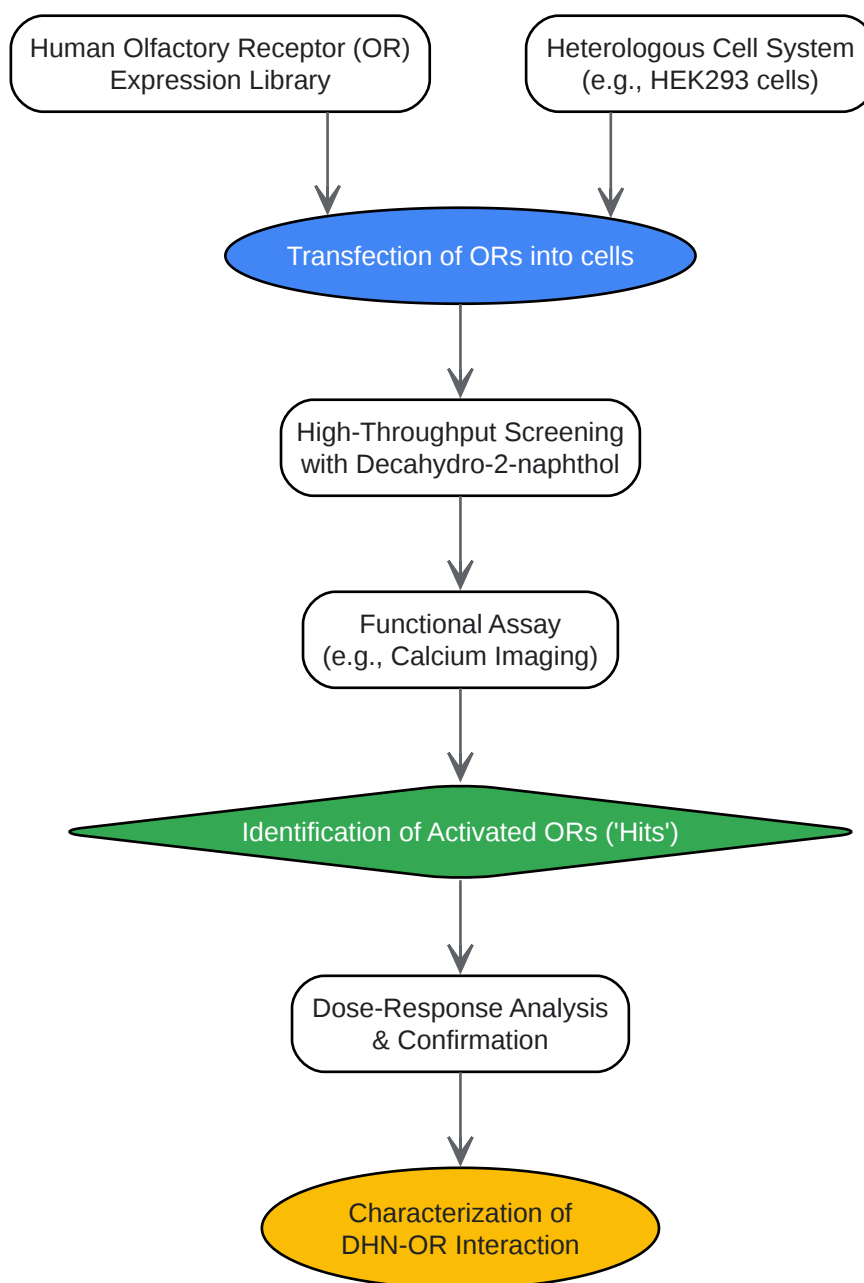 Human Olfactory Receptor (OR)
Expression Library
Heterologous Cell System
(e.g., HEK293 cells)
Transfection of ORs into cells
High-Throughput Screening
with Decahydro-2-naphthol
Functional Assay
(e.g., Calcium Imaging)
Identification of Activated ORs ('Hits')
Dose-Response Analysis
& Confirmation
Characterization of
DHN-OR Interaction